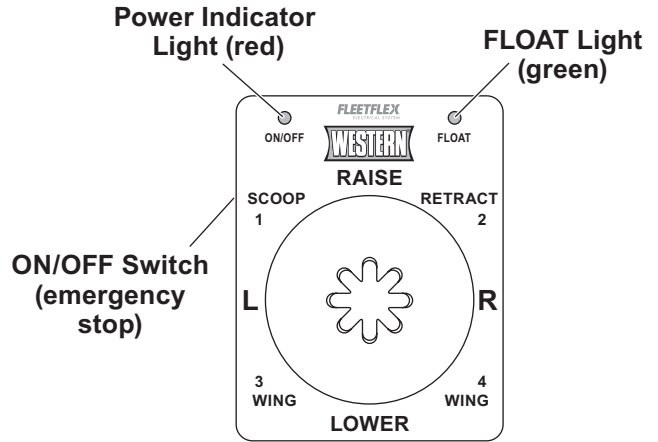 Power Indicator
Light (red)
FLOAT Light
(green)
FLEETFLEX
ELECTRICAL SYSTEM
ON/OFF
WESTERN
FLOAT
RAISE
SCOOP
1
RETRACT
2
ON/OFF Switch
(emergency
stop)
L
R
3
WING
4
WING
LOWER